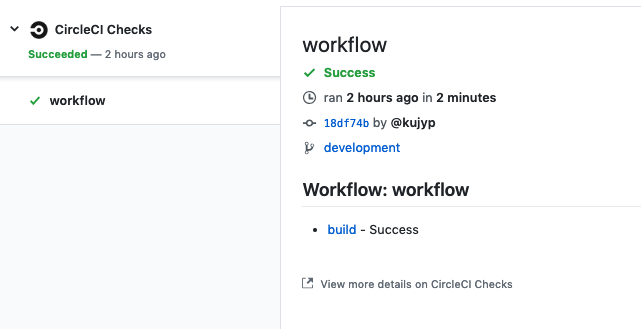 CircleCI Checks
Succeeded — 2 hours ago
workflow
workflow
Success
ran 2 hours ago in 2 minutes
18df74b by @kujyp
development
Workflow: workflow
• build - Success
View more details on CircleCI Checks